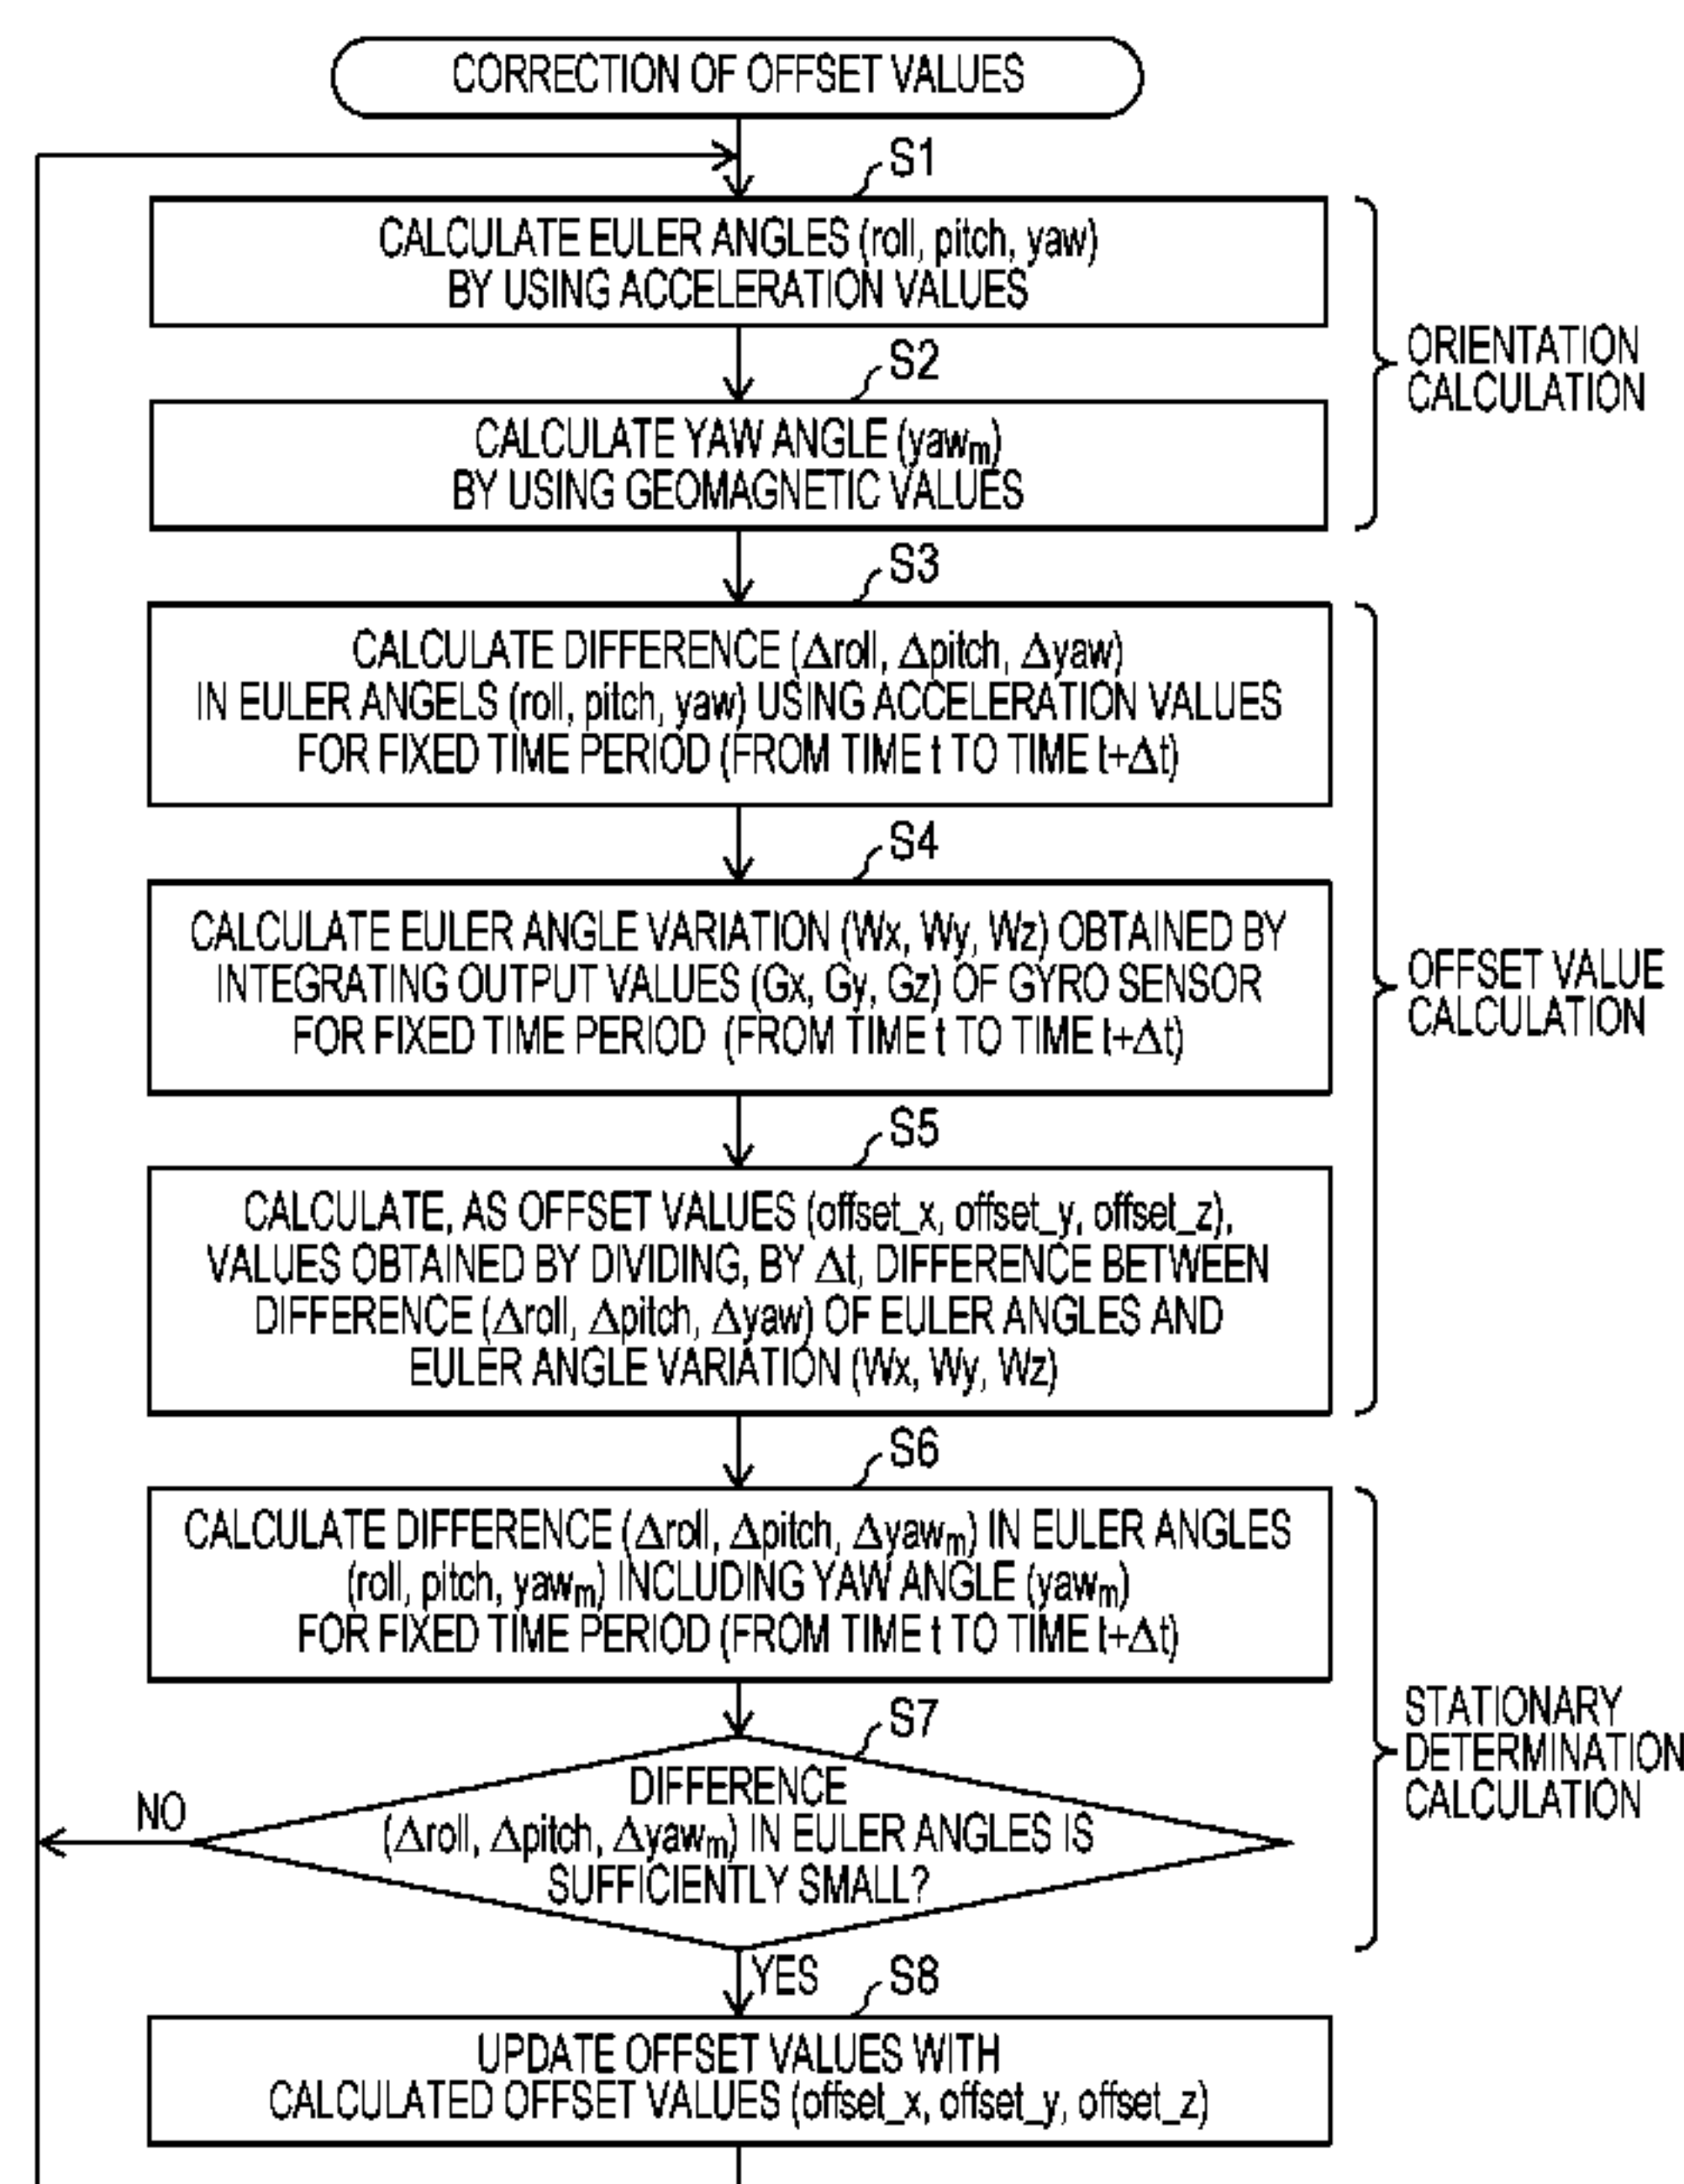 CORRECTION OF OFFSET VALUES
S1
CALCULATE EULER ANGLES (roll, pitch, yaw)
BY USING ACCELERATION VALUES
S2
CALCULATE YAW ANGLE (yawm)
BY USING GEOMAGNETIC VALUES
ORIENTATION
CALCULATION
S3
CALCULATE DIFFERENCE (Δroll, Δpitch, Δyaw)
IN EULER ANGELS (roll, pitch, yaw) USING ACCELERATION VALUES
FOR FIXED TIME PERIOD (FROM TIME t TO TIME t+Δt)
S4
CALCULATE EULER ANGLE VARIATION (Wx, Wy, Wz) OBTAINED BY
INTEGRATING OUTPUT VALUES (Gx, Gy, Gz) OF GYRO SENSOR
FOR FIXED TIME PERIOD (FROM TIME t TO TIME t+Δt)
S5
CALCULATE, AS OFFSET VALUES (offset_x, offset_y, offset_z),
VALUES OBTAINED BY DIVIDING, BY Δt, DIFFERENCE BETWEEN
DIFFERENCE (Δroll, Δpitch, Δyaw) OF EULER ANGLES AND
EULER ANGLE VARIATION (Wx, Wy, Wz)
OFFSET VALUE
CALCULATION
S6
CALCULATE DIFFERENCE (Δroll, Δpitch, Δyawm) IN EULER ANGLES
(roll, pitch, yawm) INCLUDING YAW ANGLE (yawm)
FOR FIXED TIME PERIOD (FROM TIME t TO TIME t+Δt)
S7
DIFFERENCE
(Δroll, Δpitch, Δyawm) IN EULER ANGLES IS
SUFFICIENTLY SMALL?
NO
YES
STATIONARY
DETERMINATION
CALCULATION
S8
UPDATE OFFSET VALUES WITH
CALCULATED OFFSET VALUES (offset_x, offset_y, offset_z)